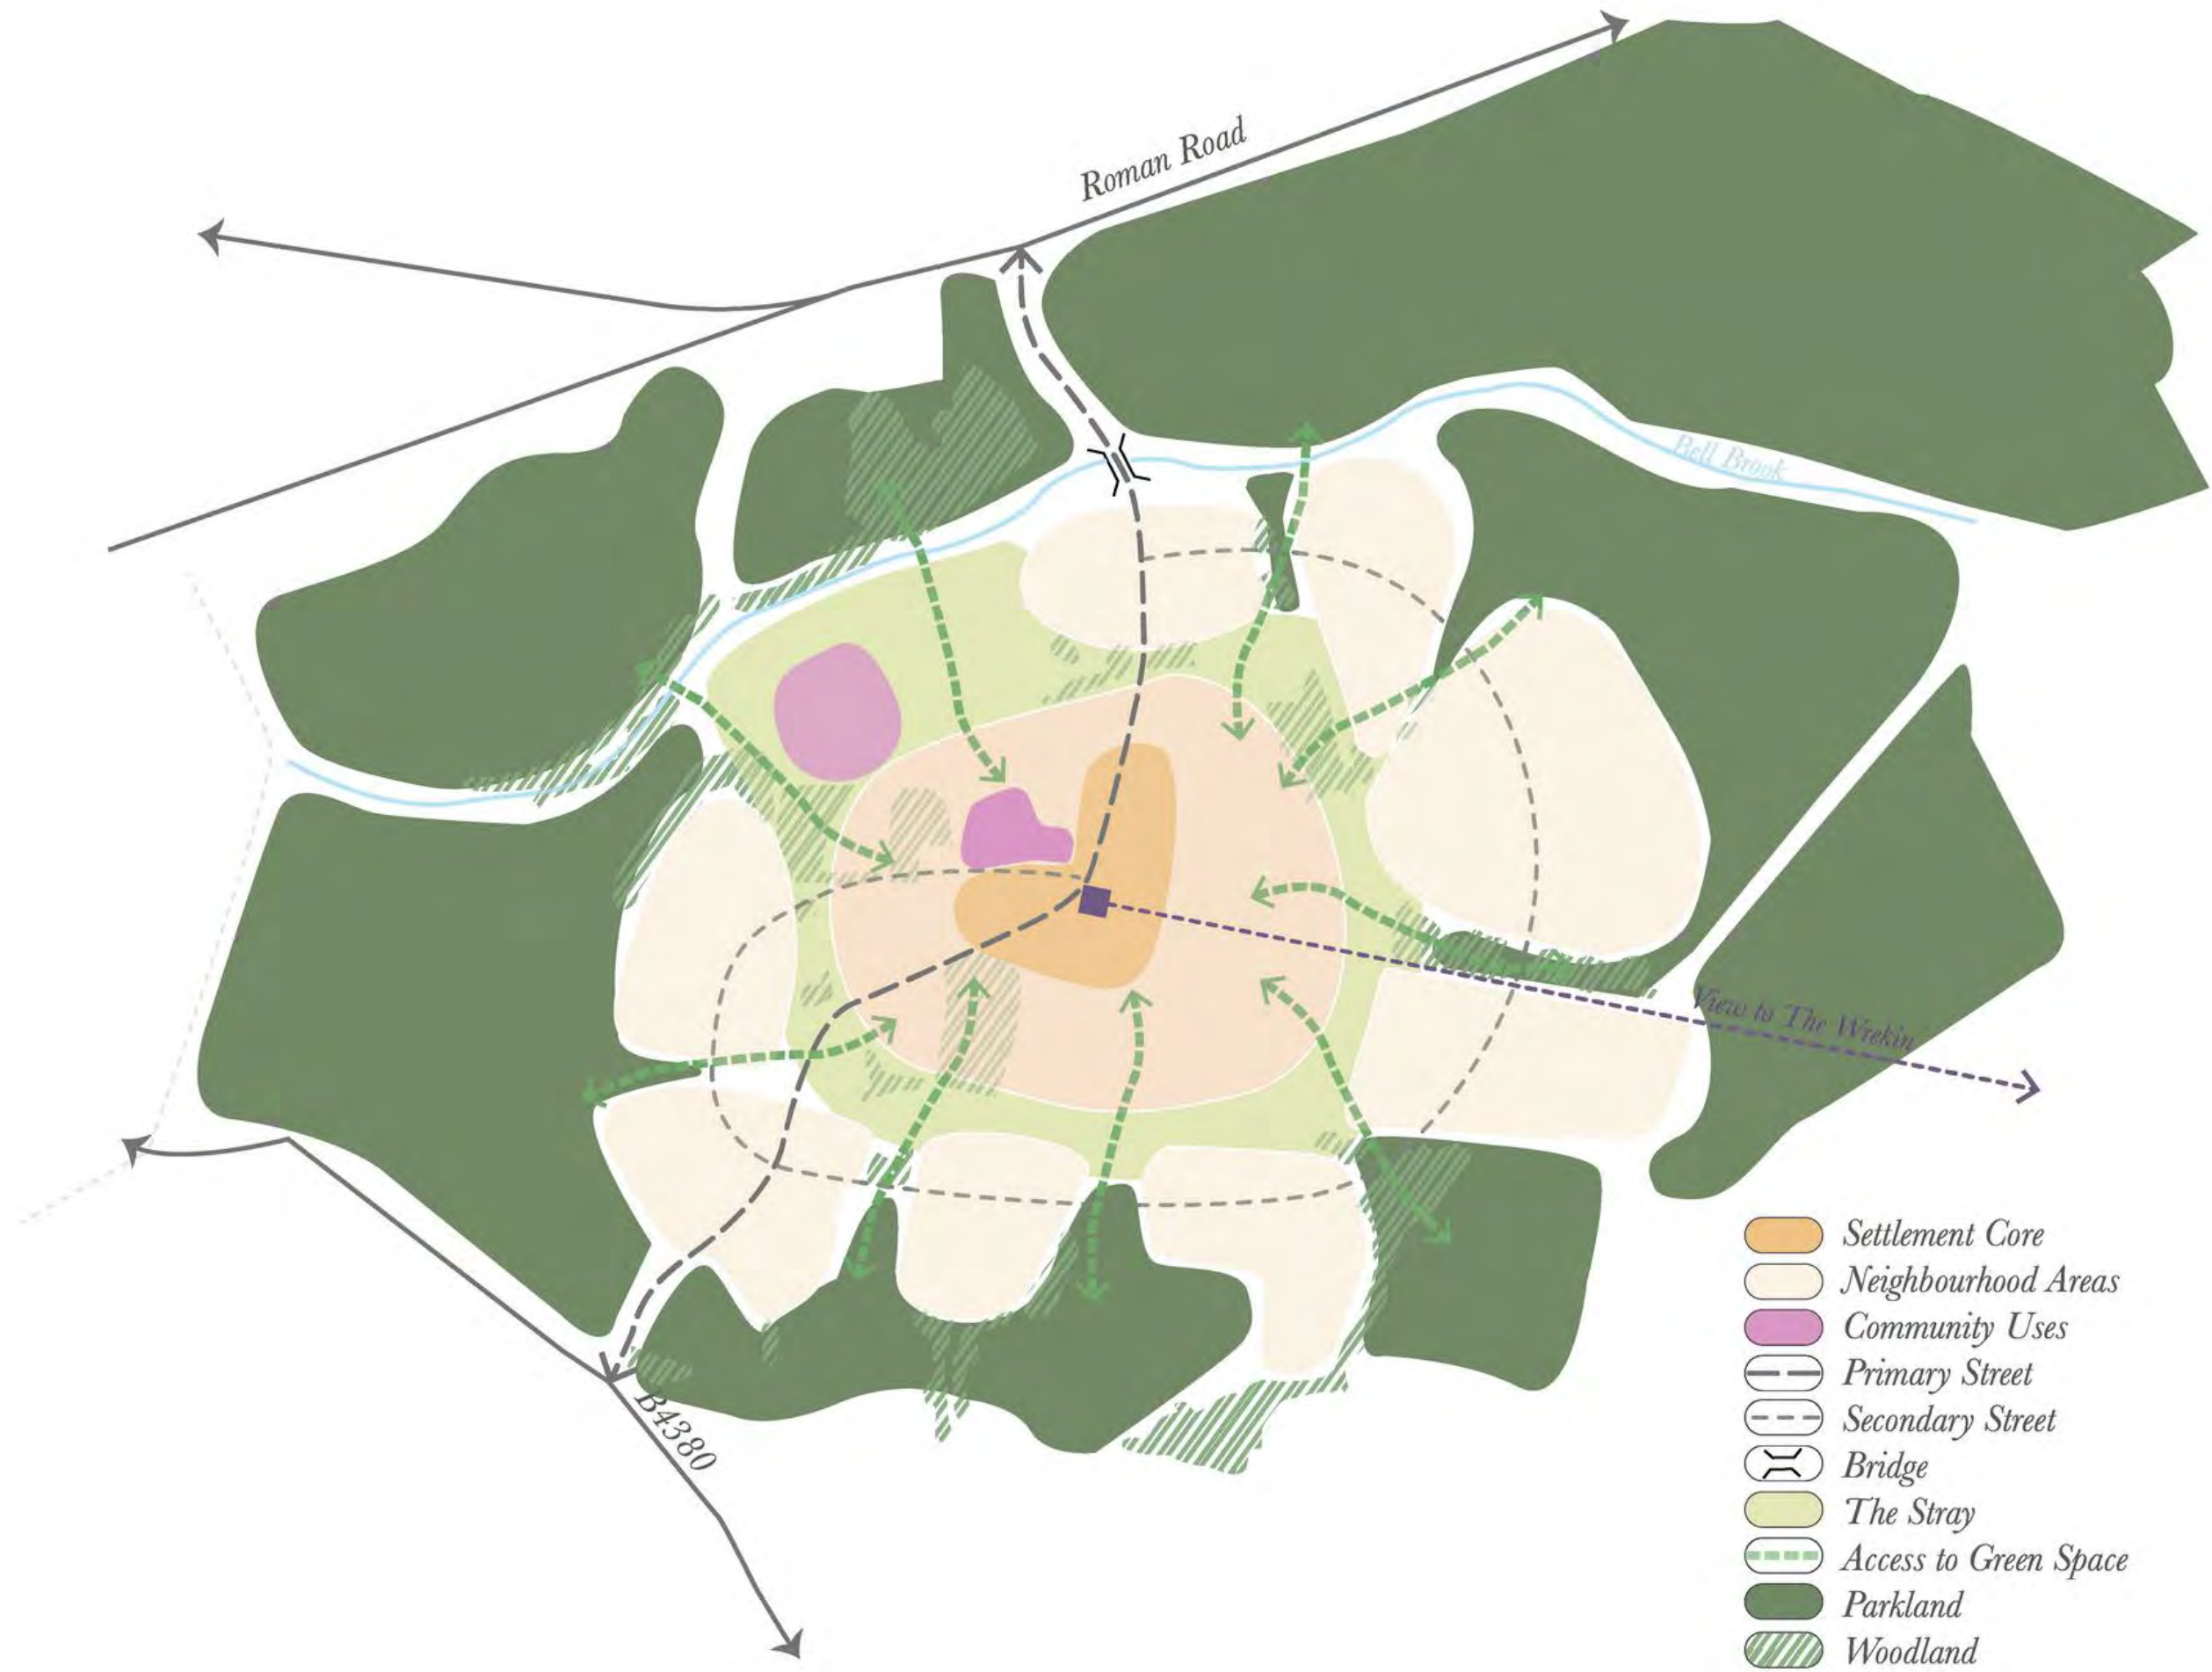 Roman Road
Bell Brook
View to The Wrekin
B4380
Settlement Core
Neighbourhood Areas
Community Uses
Primary Street
Secondary Street
Bridge
The Stray
Access to Green Space
Parkland
Woodland